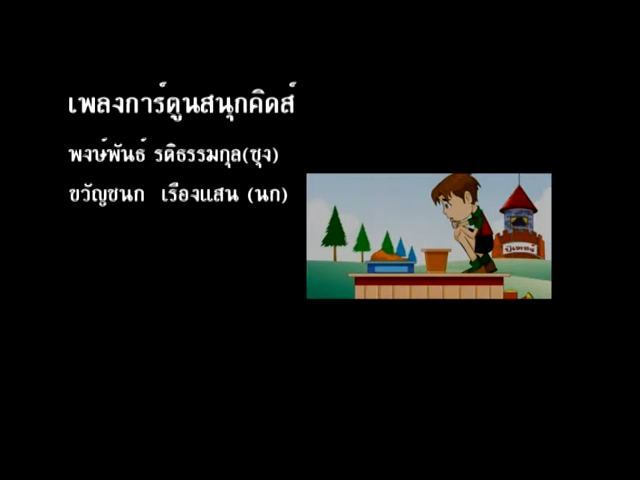 เพลงการ์ตูนสนุกคิดส์
พงษ์พันธ์ รติธรรมกุล(ชุง)
ขวัญชนก เรืองแสน (นก)